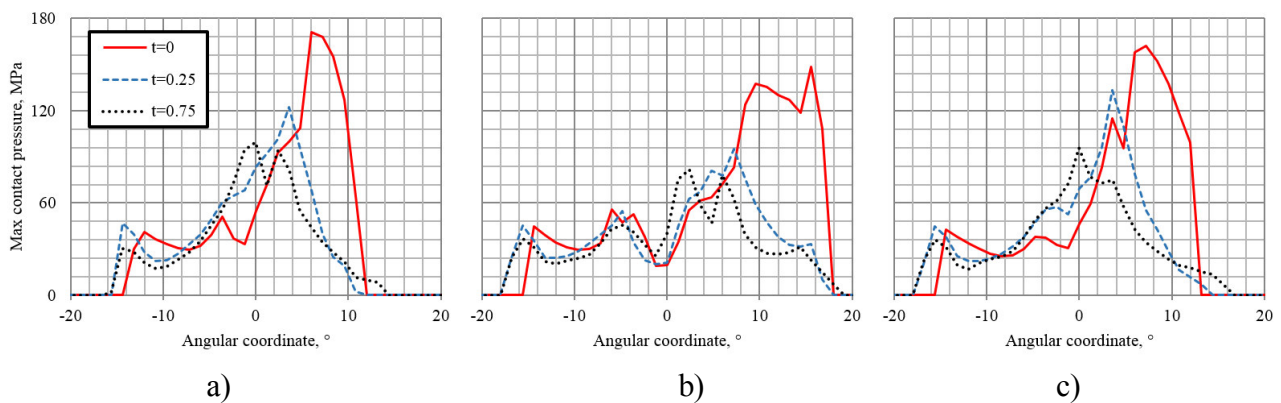 180
120
60
0
Max contact pressure, MPa
t=0
t=0.25
t=0.75
-20 -10 0 10 20
Angular coordinate, °
a)
-20 -10 0 10 20
Angular coordinate, °
b)
-20 -10 0 10 20
Angular coordinate, °
c)